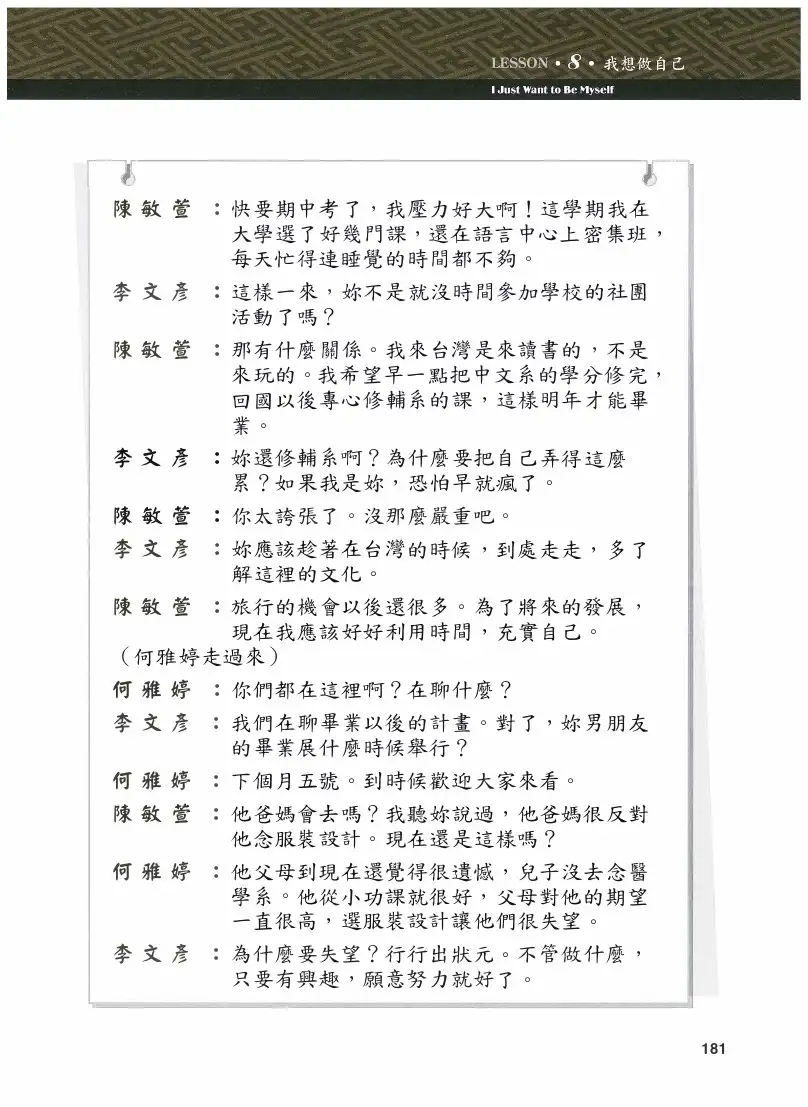 LESSON • 8 • 我想做自己
I Just Want to Be Myself
陳敏萱：快要期中考了，我壓力好大啊！這學期我在
大學選了好幾門課，還在語言中心上密集班，
每天忙得連睡覺的時間都不夠。
李文彥：這樣一來，妳不是就沒時間參加學校的社團
活動了嗎？
陳敏萱：那有什麼關係。我來台灣是來讀書的，不是
來玩的。我希望早一點把中文系的學分修完，
回國以後專心修輔系的課，這樣明年才能畢
業。
李文彥：妳還修輔系啊？為什麼要把自己弄得這麼
累？如果我是妳，恐怕早就瘋了。
陳敏萱：你太誇張了。沒那麼嚴重吧。
李文彥：妳應該趁著在台灣的時候，到處走走，多了
解這裡的文化。
陳敏萱：旅行的機會以後還很多。為了將來的發展，
現在我應該好好利用時間，充實自己。
（何雅婷走過來）
何雅婷：你們都在這裡啊？在聊什麼？
李文彥：我們在聊畢業以後的計畫。對了，妳男朋友
的畢業展什麼時候舉行？
何雅婷：下個月五號。到時候歡迎大家來看。
陳敏萱：他爸媽會去嗎？我聽妳說過，他爸媽很反對
他念服裝設計。現在還是這樣嗎？
何雅婷：他父母到現在還覺得很遺憾，兒子沒去念醫
學系。他從小功課就很好，父母對他的期望
一直很高，選服裝設計讓他們很失望。
李文彥：為什麼要失望？行行出狀元。不管做什麼，
只要有興趣，願意努力就好了。
181